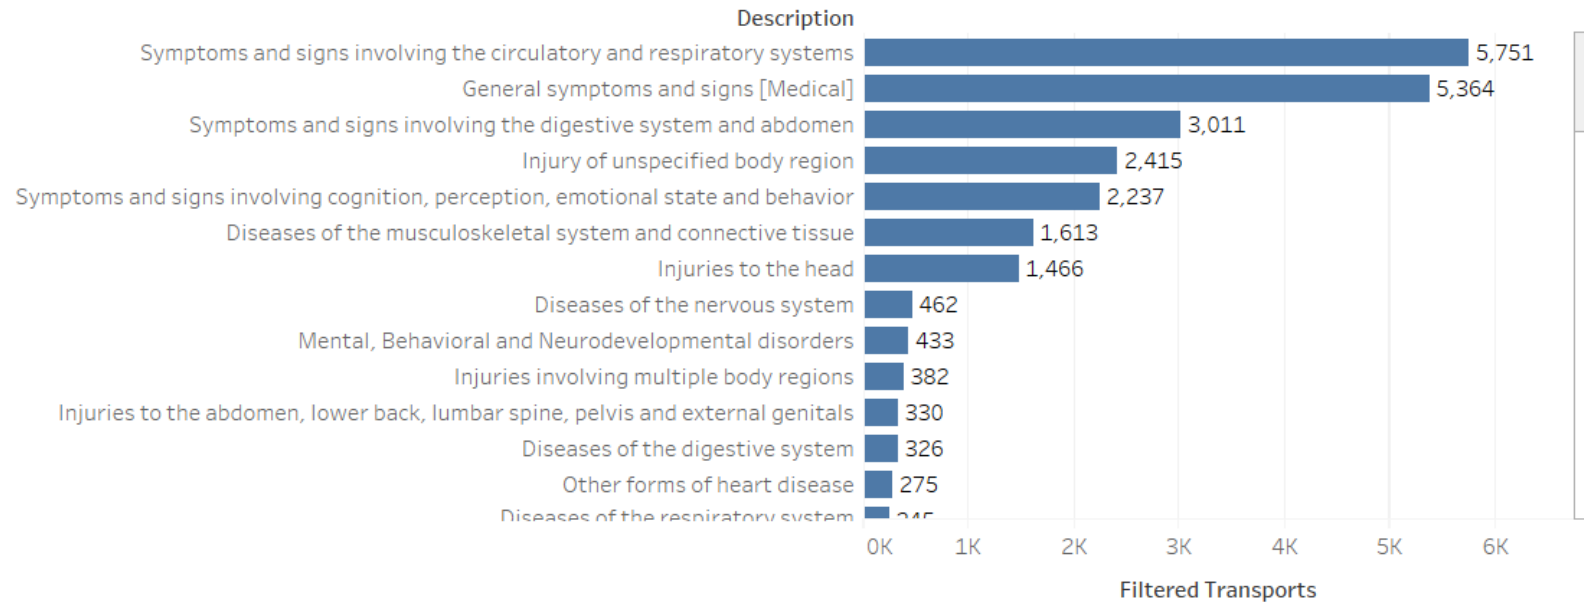 Description
Symptoms and signs involving the circulatory and respiratory systems 5,751
General symptoms and signs [Medical] 5,364
Symptoms and signs involving the digestive system and abdomen 3,011
Injury of unspecified body region 2,415
Symptoms and signs involving cognition, perception, emotional state and behavior 2,237
Diseases of the musculoskeletal system and connective tissue 1,613
Injuries to the head 1,466
Diseases of the nervous system 462
Mental, Behavioral and Neurodevelopmental disorders 433
Injuries involving multiple body regions 382
Injuries to the abdomen, lower back, lumbar spine, pelvis and external genitals 330
Diseases of the digestive system 326
Other forms of heart disease 275
Diseases of the respiratory system
0K 1K 2K 3K 4K 5K 6K
Filtered Transports